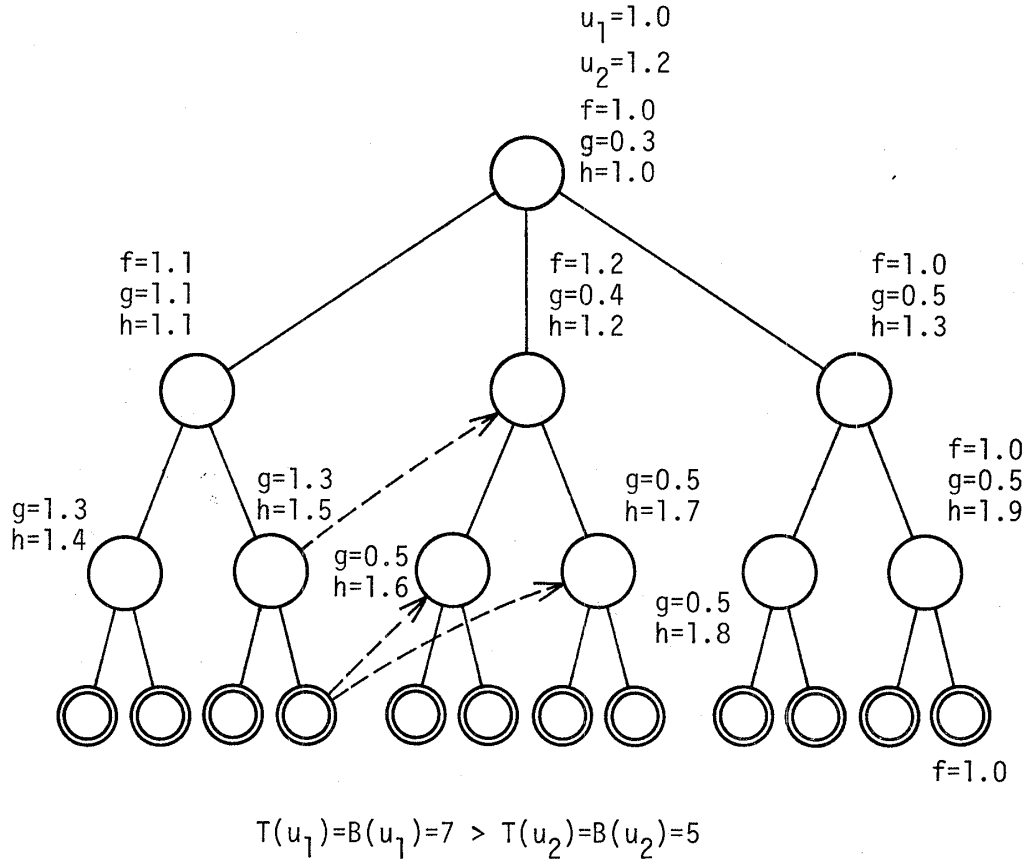 u1=1.0
u2=1.2
f=1.0
g=0.3
h=1.0
f=1.1
g=1.1
h=1.1
f=1.2
g=0.4
h=1.2
f=1.0
g=0.5
h=1.3
g=1.3
h=1.4
g=1.3
h=1.5
g=0.5
h=1.6
g=0.5
h=1.7
g=0.5
h=1.8
f=1.0
g=0.5
h=1.9
f=1.0
T(u1)=B(u1)=7 > T(u2)=B(u2)=5